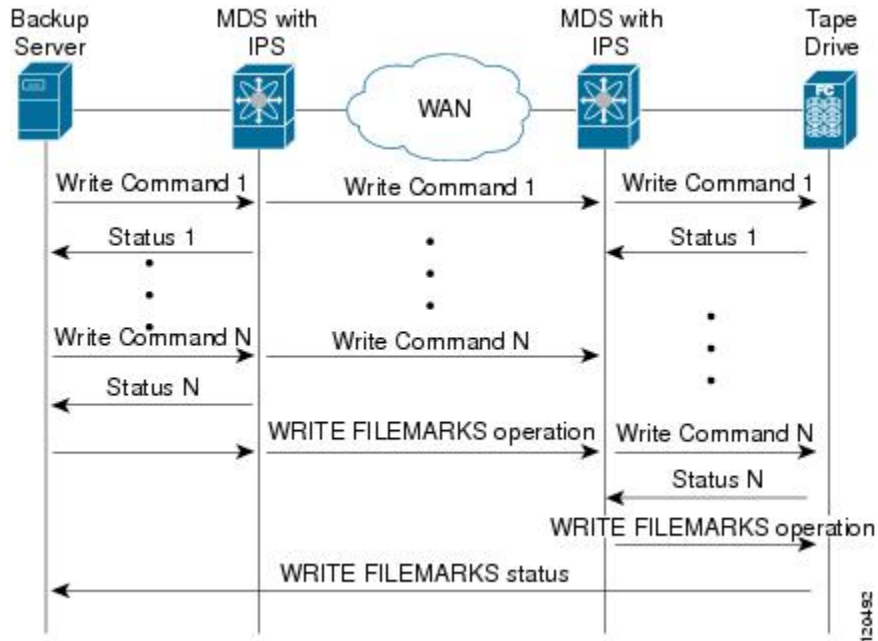 Backup
Server
MDS with
IPS
MDS with
IPS
Tape
Drive
WAN
FC
Write Command 1
Write Command 1
Write Command 1
Status 1
Status 1
Write Command N
Write Command N
Status N
WRITE FILEMARKS operation
Write Command N
Status N
WRITE FILEMARKS operation
WRITE FILEMARKS status
120492